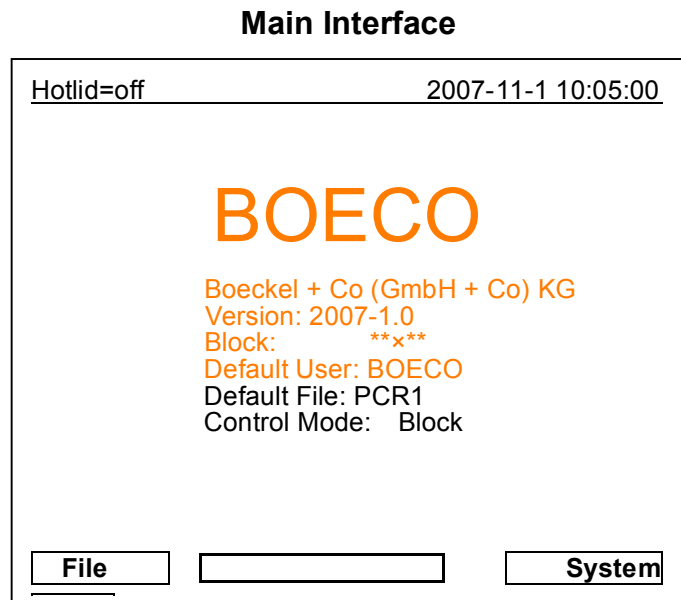 Main Interface
Hotlid=off 2007-11-1 10:05:00
BOECO
Boeckel + Co (GmbH + Co) KG
Version: 2007-1.0
Block: **×**
Default User: BOECO
Default File: PCR1
Control Mode: Block
File System